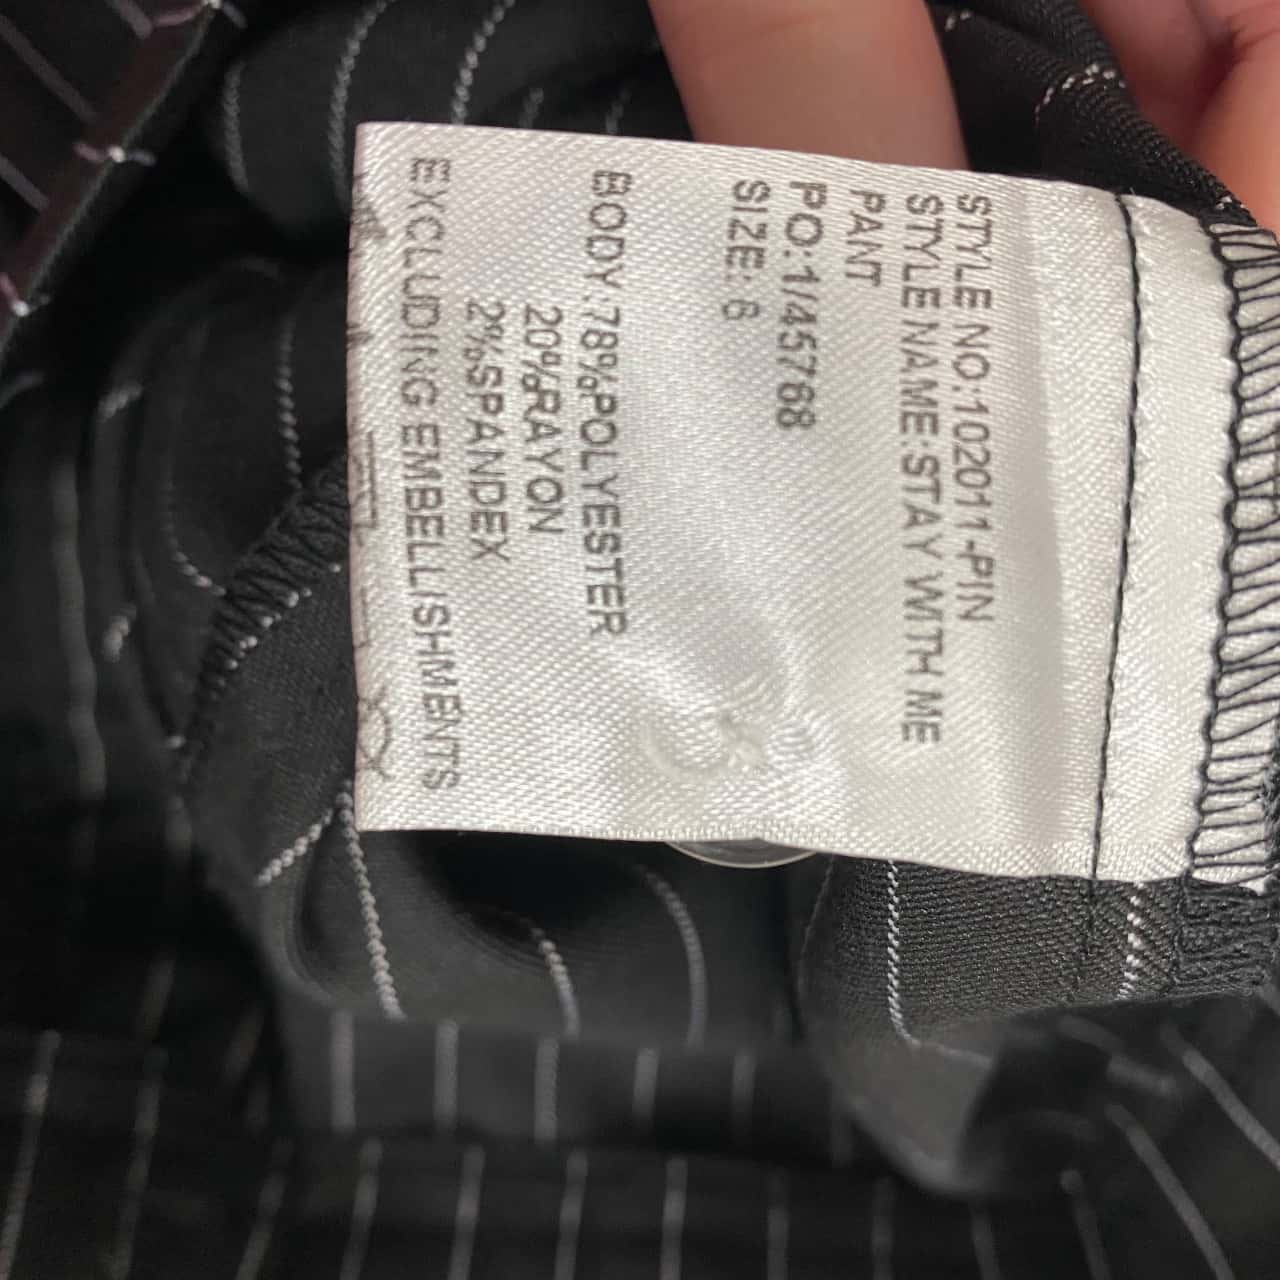 STYLE NO:102011-PIN
STYLE NAME:STAY WITH ME
PANT
PO:1/45768
SIZE: 6
BODY:78%POLYESTER
20%RAYON
2%SPANDEX
EXCLUDING EMBELLISHMENTS